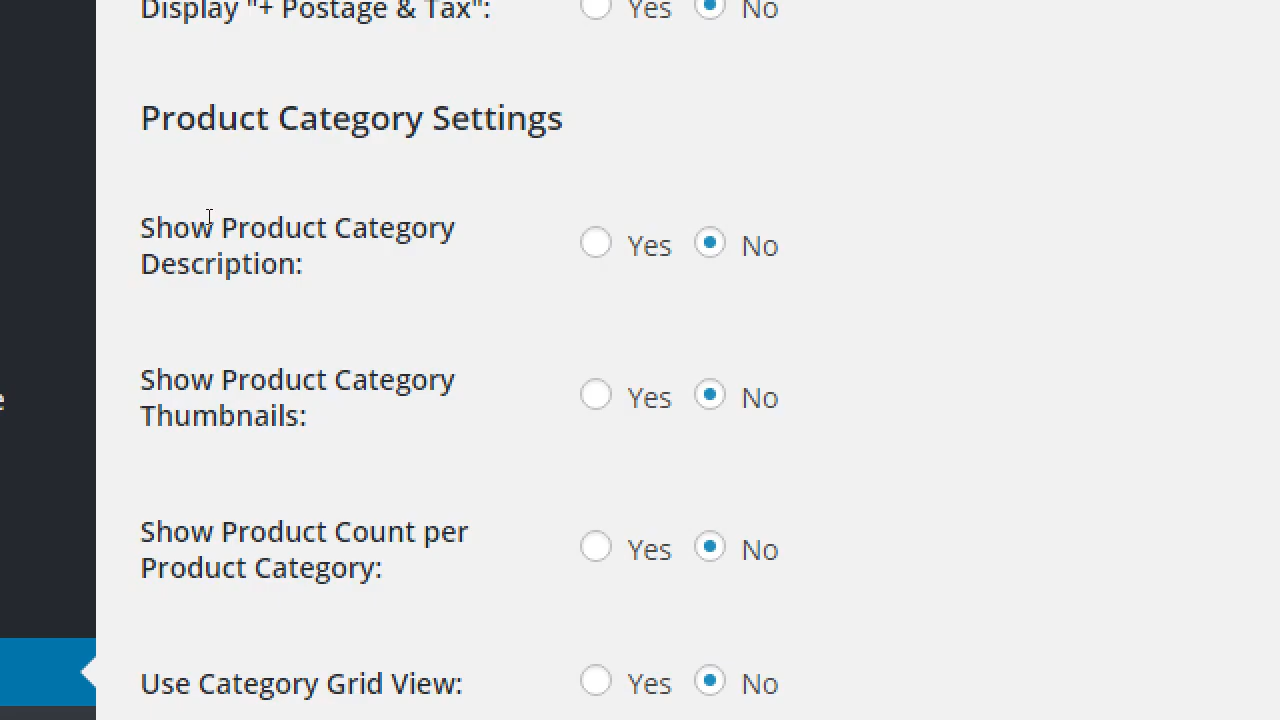 Display "+ Postage & Tax": Yes No
Product Category Settings
Show Product Category
Description: Yes No
Show Product Category
Thumbnails: Yes No
Show Product Count per
Product Category: Yes No
Use Category Grid View: Yes No
e